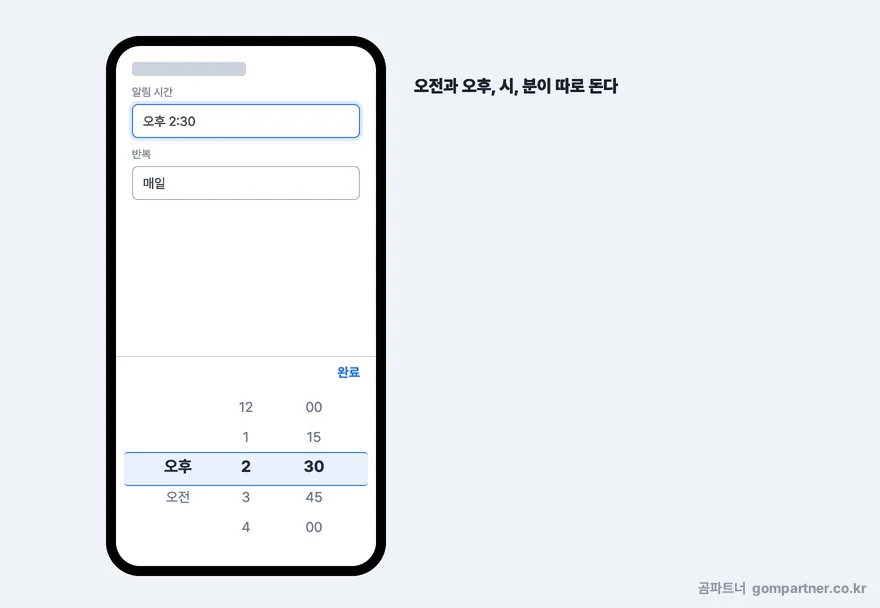 알림 시간
오후 2:30
반복
매일
완료
12 00
1 15
오후 2 30
오전 3 45
4 00
오전과 오후, 시, 분이 따로 돈다
곰파트너 gompartner.co.kr